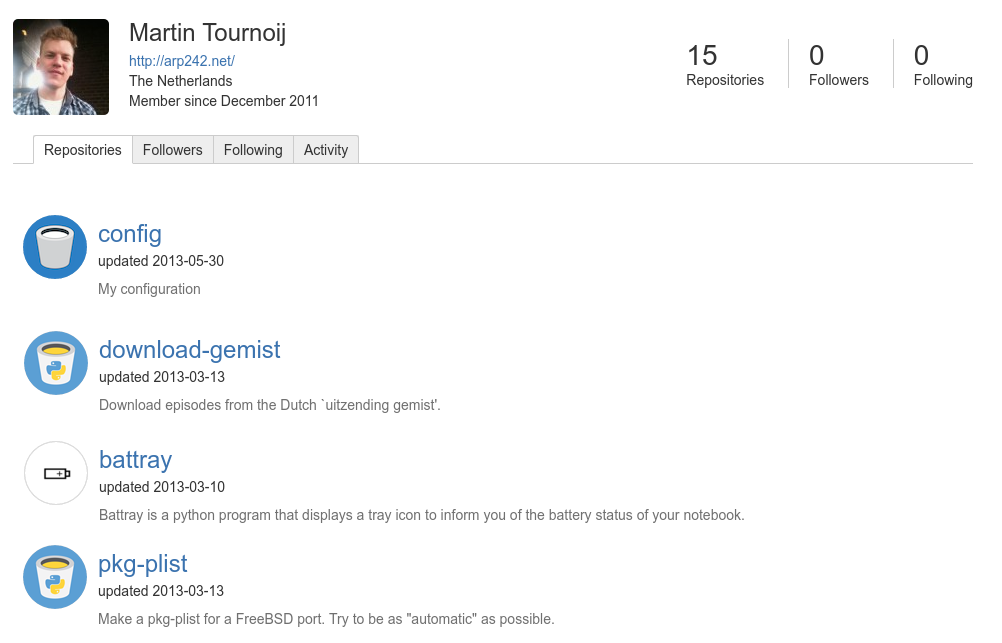 Martin Tournoij
http://arp242.net/
The Netherlands
Member since December 2011
15
Repositories
0
Followers
0
Following
Repositories
Followers
Following
Activity
config
updated 2013-05-30
My configuration
download-gemist
updated 2013-03-13
Download episodes from the Dutch `uitzending gemist'.
battray
updated 2013-03-10
Battray is a python program that displays a tray icon to inform you of the battery status of your notebook.
pkg-plist
updated 2013-03-13
Make a pkg-plist for a FreeBSD port. Try to be as "automatic" as possible.